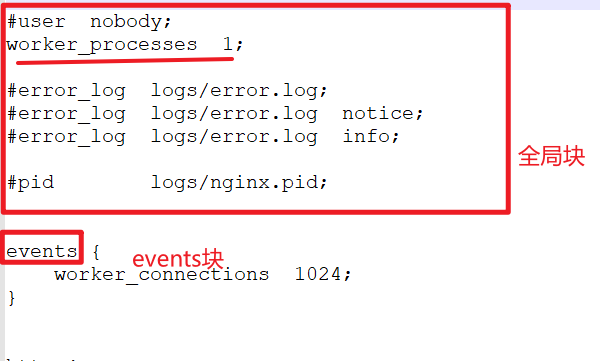 #user  nobody;
worker_processes  1;
#error_log  logs/error.log;
#error_log  logs/error.log  notice;
#error_log  logs/error.log  info;
全局块
#pid        logs/nginx.pid;
events {
events块
    worker_connections  1024;
}